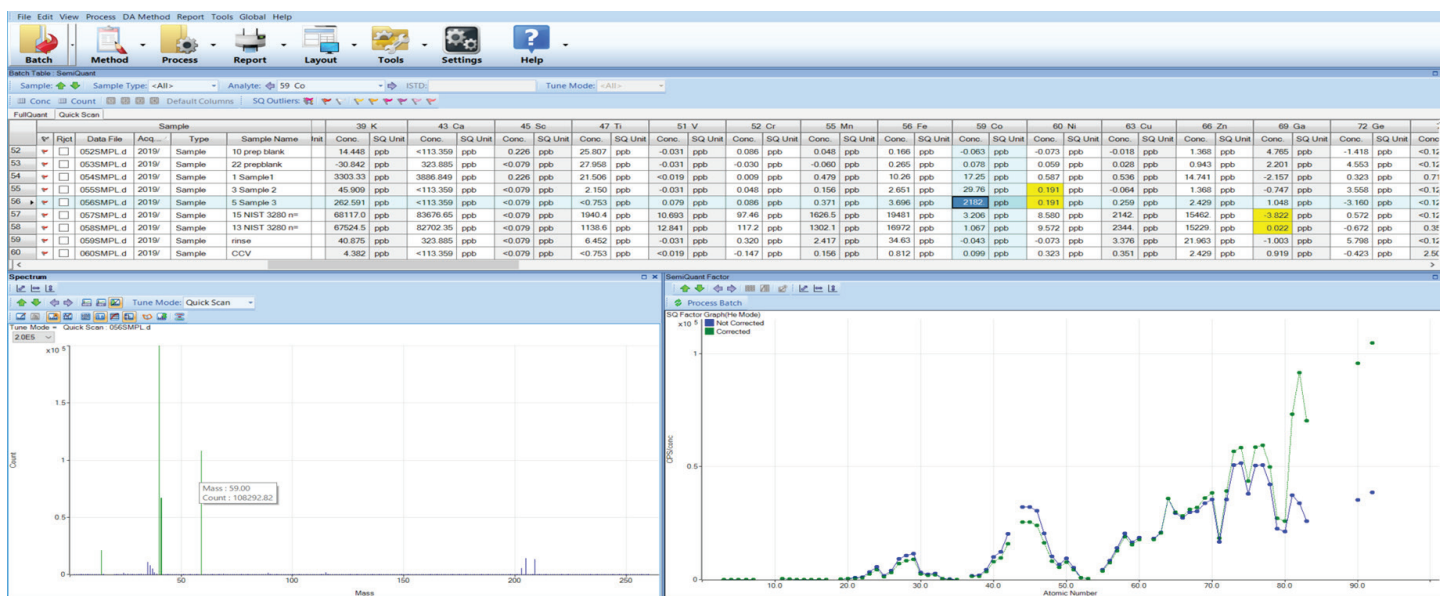 File Edit View Process DA Method Report Tools Global Help
Batch Method Process Report Layout Tools Settings Help
Batch Table : SemiQuant
Sample: Sample Type: <All> Analyte: 59 Co ISTD: Tune Mode: <All>
Conc Count Default Columns SQ Outliers:
FullQuant Quick Scan
Sample 39 K 43 Ca 45 Sc 47 Ti 51 V 52 Cr 55 Mn 56 Fe 59 Co 60 Ni 63 Cu 66 Zn 69 Ga 72 Ge
Rjct Data File Acq... Type Sample Name Conc. SQ Unit Conc. SQ Unit Conc. SQ Unit Conc. SQ Unit Conc. SQ Unit Conc. SQ Unit Conc. SQ Unit Conc. SQ Unit Conc. SQ Unit Conc. SQ Unit Conc. SQ Unit Conc. SQ Unit Conc. SQ Unit Conc. SQ Unit Conc
52 052SMPL.d 2019/ Sample 10 prep blank 14.448 ppb <113.359 ppb 0.226 ppb 25.807 ppb -0.031 ppb 0.086 ppb 0.048 ppb 0.166 ppb -0.063 ppb -0.073 ppb -0.018 ppb 1.368 ppb 4.765 ppb -1.418 ppb <0.12
53 053SMPL.d 2019/ Sample 22 prepblank -30.842 ppb 323.885 ppb <0.079 ppb 27.958 ppb -0.031 ppb -0.030 ppb -0.060 ppb 0.265 ppb -0.078 ppb 0.059 ppb 0.028 ppb 0.943 ppb 2.201 ppb 4.553 ppb <0.12
54 054SMPL.d 2019/ Sample 1 Sample1 3303.33 ppb 3886.849 ppb 0.226 ppb 21.506 ppb <0.019 ppb 0.009 ppb 0.479 ppb 10.26 ppb 17.25 ppb 0.587 ppb 0.536 ppb 14.741 ppb -2.157 ppb 0.323 ppb 0.71
55 055SMPL.d 2019/ Sample 3 Sample 2 45.909 ppb <113.359 ppb <0.079 ppb 2.150 ppb -0.031 ppb 0.048 ppb 0.156 ppb 2.651 ppb 29.76 ppb 0.191 ppb -0.064 ppb 1.368 ppb -0.747 ppb 3.558 ppb <0.12
56 056SMPL.d 2019/ Sample 5 Sample 3 262.591 ppb <113.359 ppb <0.079 ppb <0.753 ppb 0.079 ppb 0.086 ppb 0.371 ppb 3.696 ppb 2182. ppb 0.191 ppb 0.259 ppb 2.429 ppb 1.048 ppb -3.160 ppb <0.12
57 057SMPL.d 2019/ Sample 15 NIST 3280 n= 68117.0 ppb 83676.65 ppb <0.079 ppb 1940.4 ppb 10.693 ppb 97.46 ppb 1626.5 ppb 19481 ppb 3.206 ppb 8.580 ppb 2142. ppb 15462. ppb -3.822 ppb 0.572 ppb <0.12
58 058SMPL.d 2019/ Sample 13 NIST 3280 n= 67524.5 ppb 82702.35 ppb <0.079 ppb 1138.6 ppb 12.841 ppb 117.2 ppb 1302.1 ppb 16972 ppb 1.067 ppb 9.572 ppb 2344. ppb 15229. ppb 0.022 ppb -0.672 ppb 0.35
59 059SMPL.d 2019/ Sample rinse 40.875 ppb 323.885 ppb <0.079 ppb 6.452 ppb -0.031 ppb 0.320 ppb 2.417 ppb 34.63 ppb -0.043 ppb -0.073 ppb 3.376 ppb 21.963 ppb -1.003 ppb 5.798 ppb <0.12
60 060SMPL.d 2019/ Sample CCV 4.382 ppb <113.359 ppb <0.079 ppb <0.753 ppb <0.019 ppb -0.147 ppb 0.156 ppb 0.812 ppb 0.099 ppb 0.323 ppb 0.351 ppb 2.429 ppb 0.919 ppb -0.423 ppb 2.50
Spectrum
Tune Mode: Quick Scan
Tune Mode = Quick Scan : 056SMPL.d
2.0E5
x10 5
1.5-
1-
0.5-
0-
Count
Mass : 59.00
Count : 108292.82
50 100 150 200 250
Mass
SemiQuant Factor
Process Batch
SQ Factor Graph(He Mode)
x10 5
Not Corrected
Corrected
1-
0.5-
0-
CPS/conc
10.0 20.0 30.0 40.0 50.0 60.0 70.0 80.0 90.0
Atomic Number